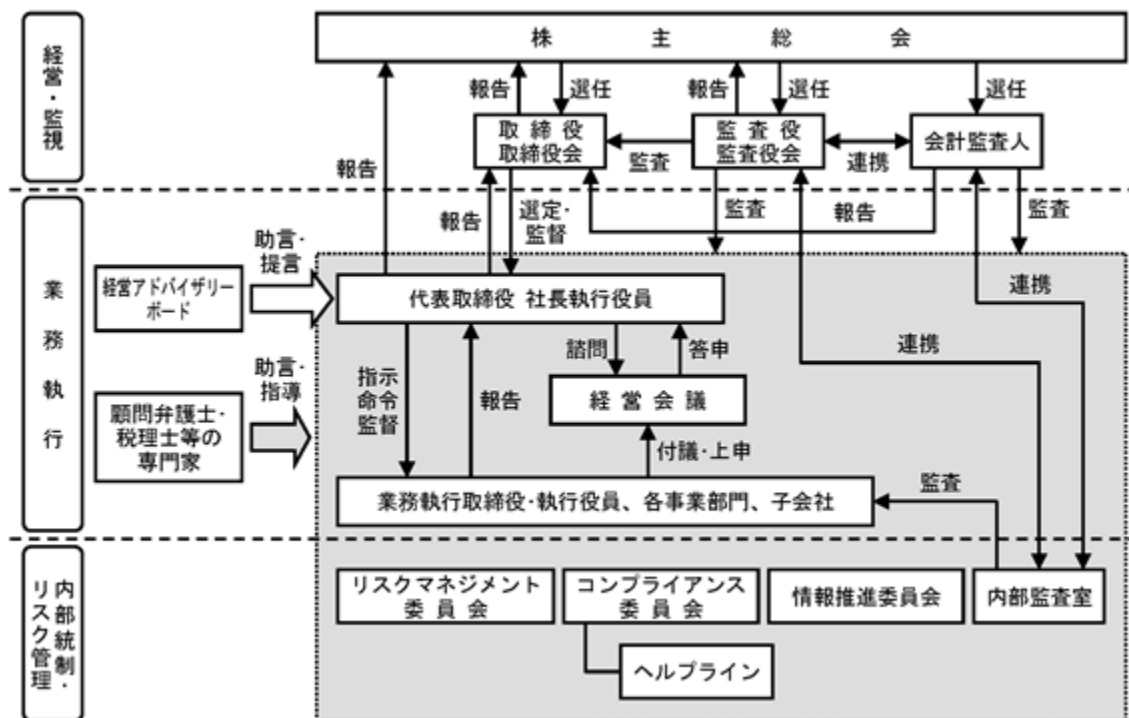 経営・監視
株主総会
報告
選任
報告
選任
選任
取締役
取締役会
監査役
監査役会
会計監査人
監査
連携
報告
業務執行
報告
選定・
監督
監査
報告
監査
助言・
提言
経営アドバイザリー
ボード
代表取締役 社長執行役員
連携
諮問
答申
連携
助言・
指導
指示
命令
監督
報告
経営会議
顧問弁護士・
税理士等の
専門家
付議・上申
監査
業務執行取締役・執行役員、各事業部門、子会社
内部統制・
リスク管理
リスクマネジメント
委員会
コンプライアンス
委員会
情報推進委員会
内部監査室
ヘルプライン